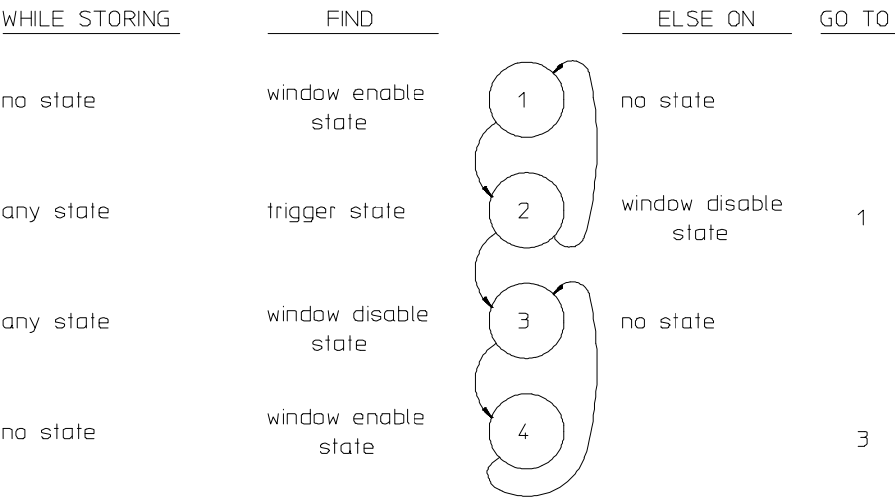 WHILE STORING FIND ELSE ON GO TO
no state window enable state 1 no state
any state trigger state 2 window disable state 1
any state window disable state 3 no state
no state window enable state 4 3